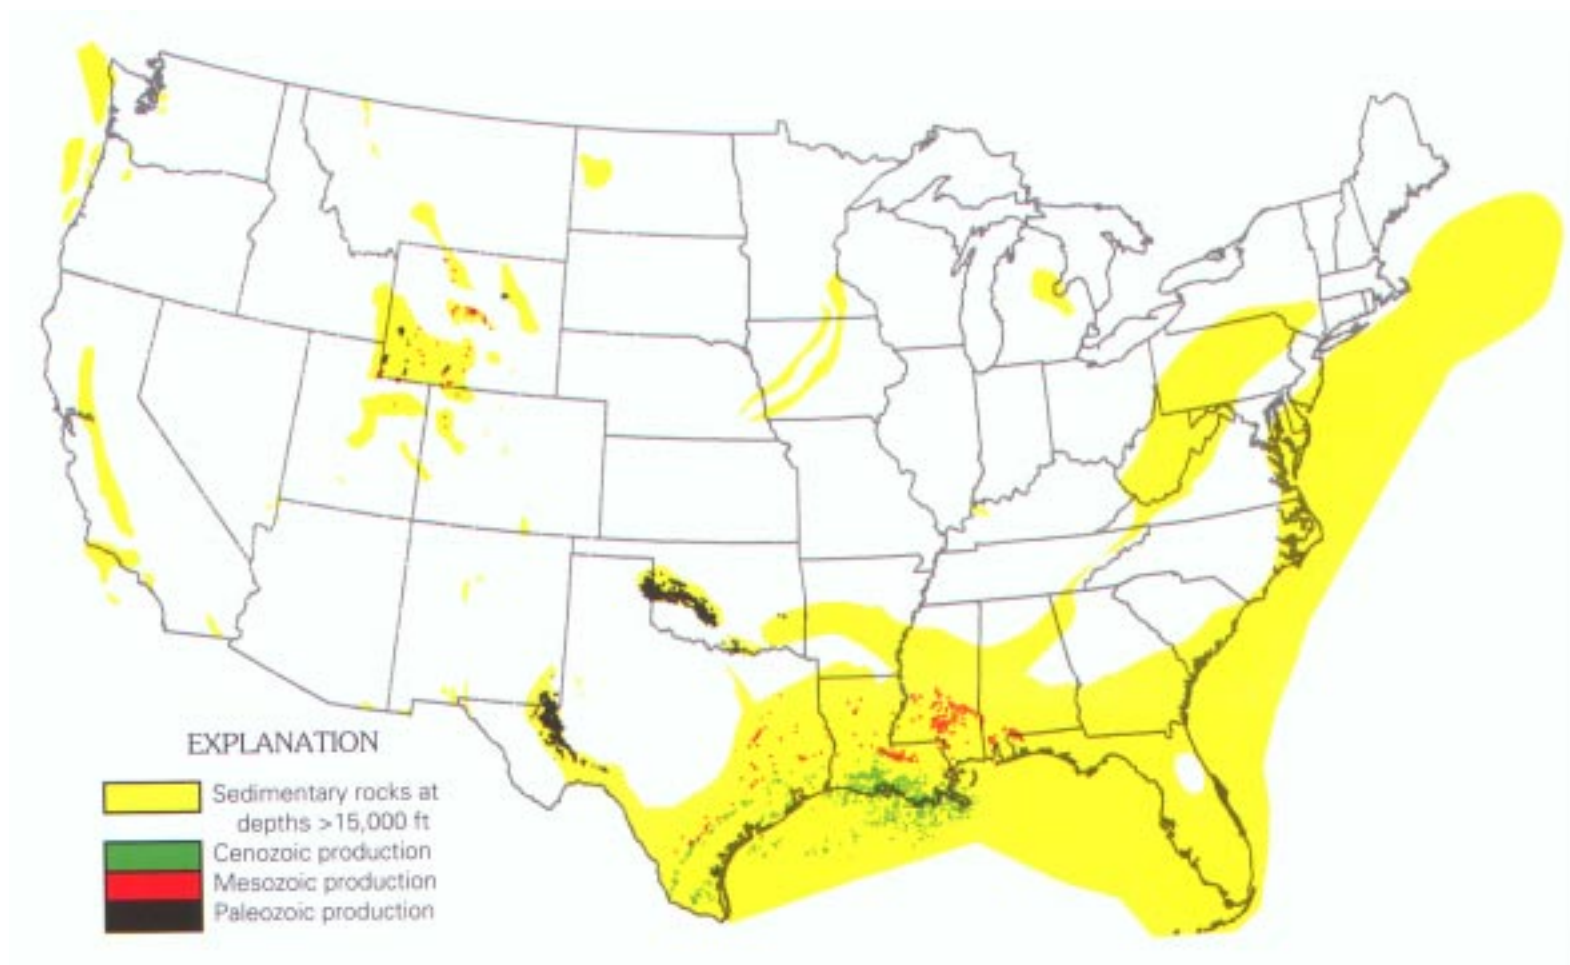 EXPLANATION
Sedimentary rocks at
depths >15,000 ft
Cenozoic production
Mesozoic production
Paleozoic production